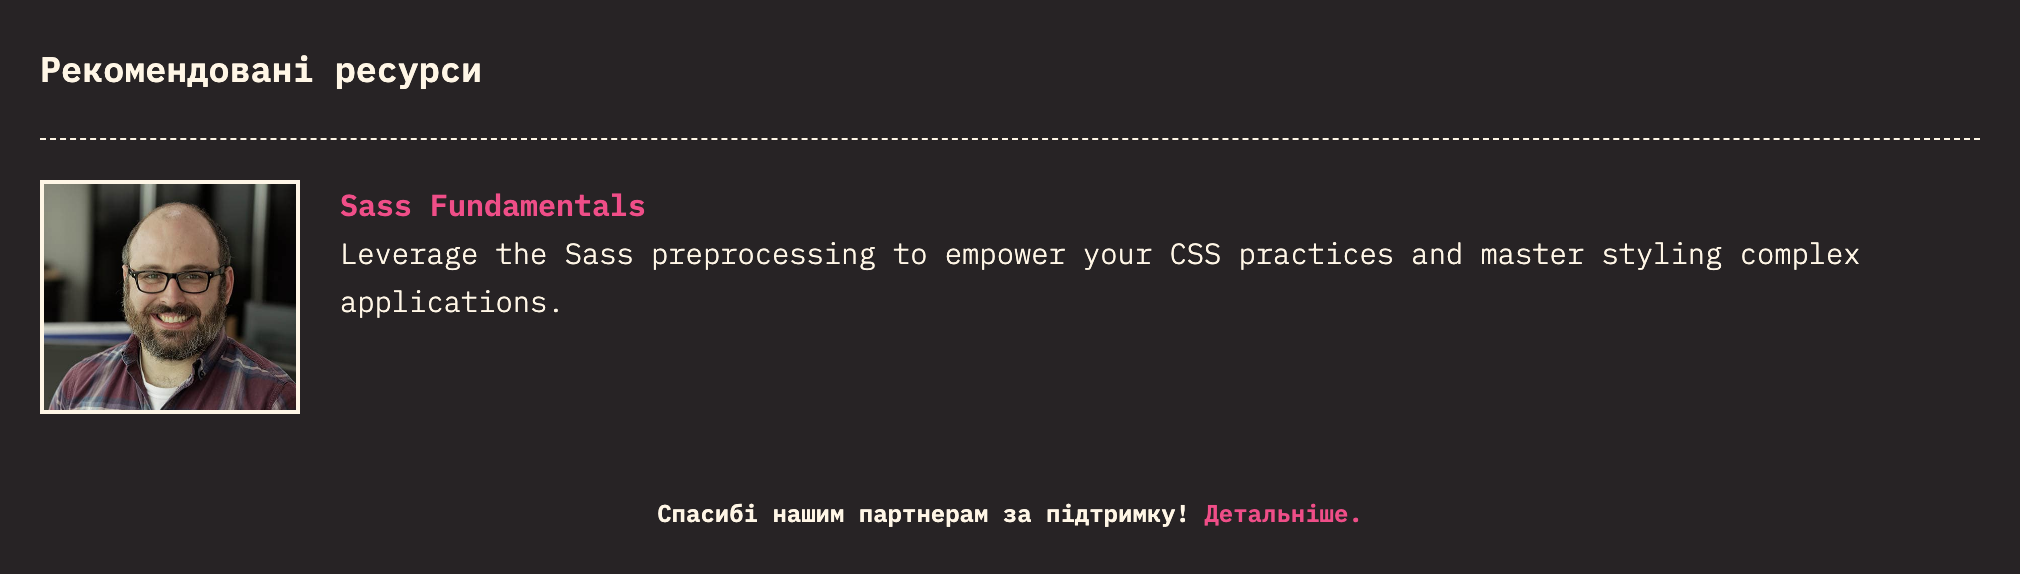 Рекомендовані ресурси
Sass Fundamentals
Leverage the Sass preprocessing to empower your CSS practices and master styling complex
applications.
Спасибі нашим партнерам за підтримку! Детальніше.